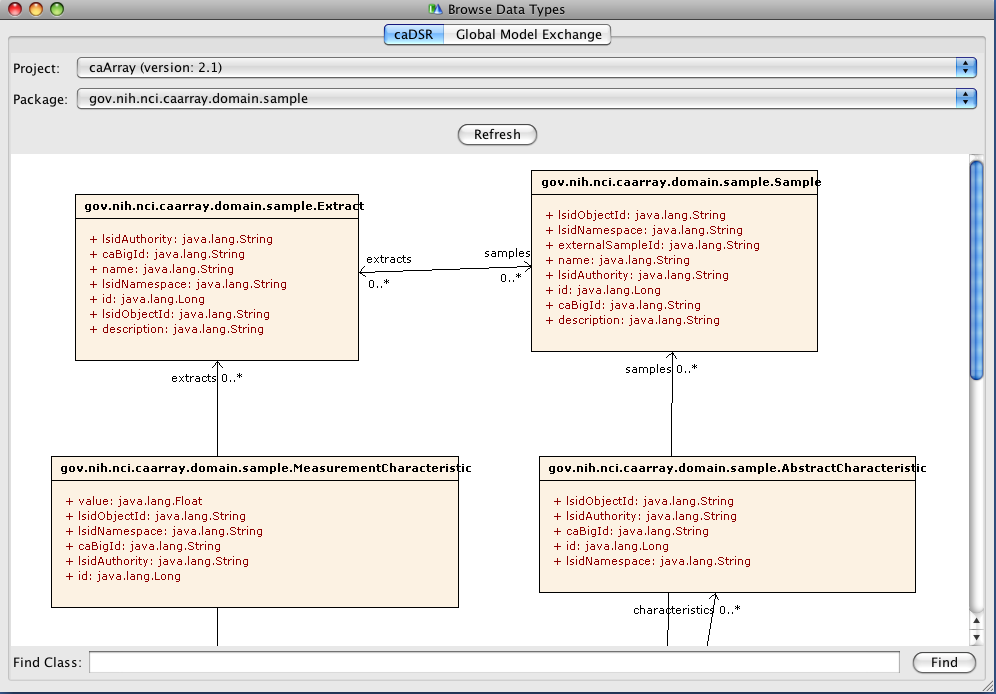 Browse Data Types
caDSR
Global Model Exchange
Project:
caArray (version: 2.1)
Package:
gov.nih.nci.caarray.domain.sample
Refresh
gov.nih.nci.caarray.domain.sample.Extract
+ lsidAuthority: java.lang.String
+ caBigId: java.lang.String
+ name: java.lang.String
+ lsidNamespace: java.lang.String
+ id: java.lang.Long
+ lsidObjectId: java.lang.String
+ description: java.lang.String
extracts
0..*
samples
0..*
gov.nih.nci.caarray.domain.sample.Sample
+ lsidObjectId: java.lang.String
+ lsidNamespace: java.lang.String
+ externalSampleId: java.lang.String
+ name: java.lang.String
+ lsidAuthority: java.lang.String
+ id: java.lang.Long
+ caBigId: java.lang.String
+ description: java.lang.String
extracts 0..*
samples 0..*
gov.nih.nci.caarray.domain.sample.MeasurementCharacteristic
+ value: java.lang.Float
+ lsidObjectId: java.lang.String
+ lsidNamespace: java.lang.String
+ caBigId: java.lang.String
+ lsidAuthority: java.lang.String
+ id: java.lang.Long
gov.nih.nci.caarray.domain.sample.AbstractCharacteristic
+ lsidObjectId: java.lang.String
+ lsidAuthority: java.lang.String
+ caBigId: java.lang.String
+ id: java.lang.Long
+ lsidNamespace: java.lang.String
characteristics 0..*
Find Class:
Find